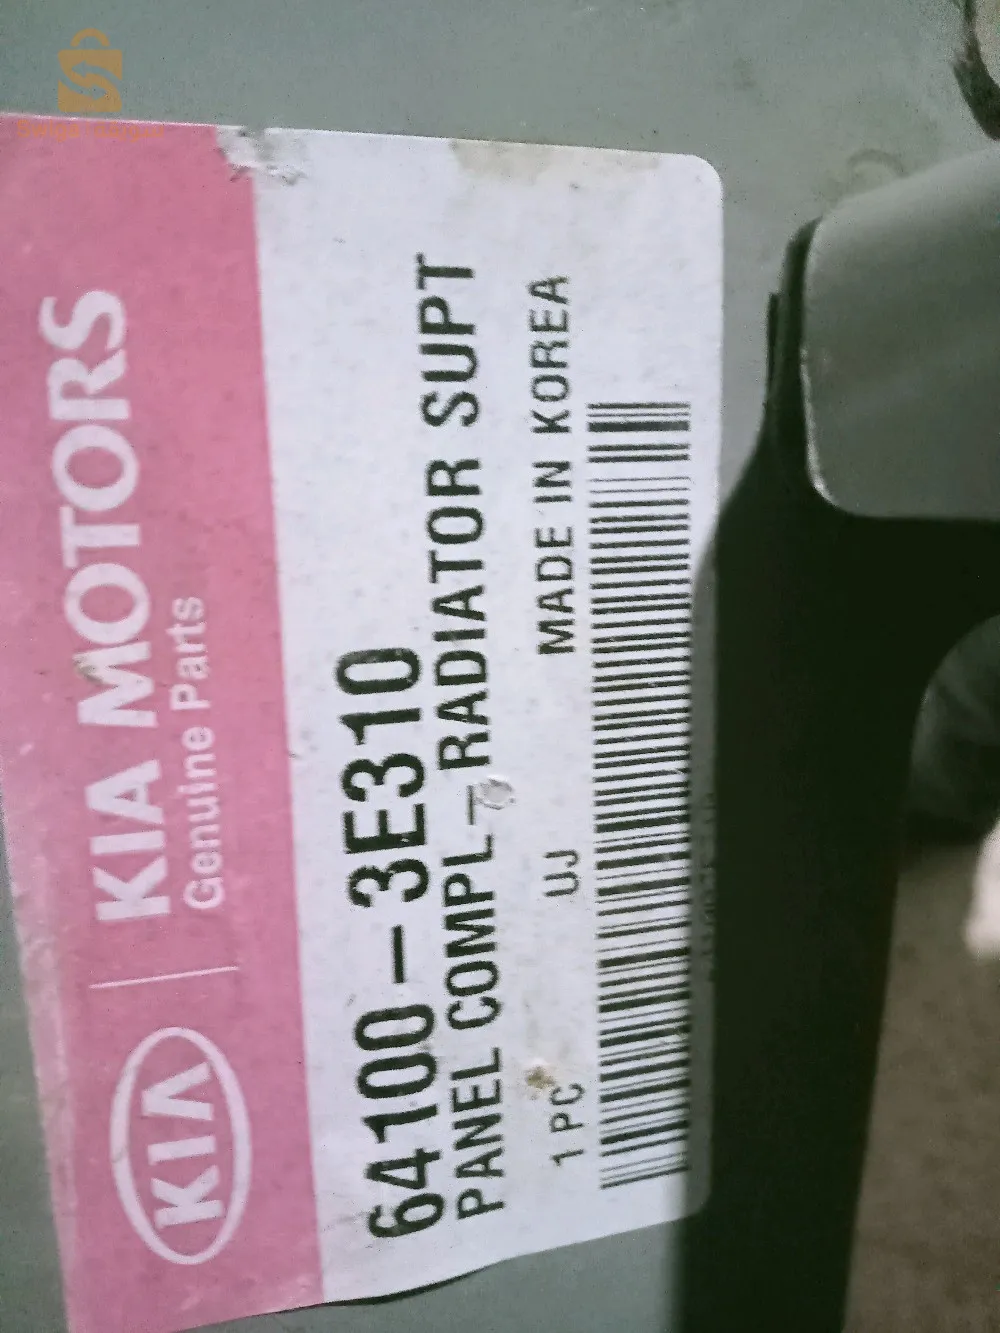 KIA
KIA MOTORS
Genuine Parts
64100-3E310
PANEL COMPL-RADIATOR SUPT
MADE IN KOREA
1 PC UJ